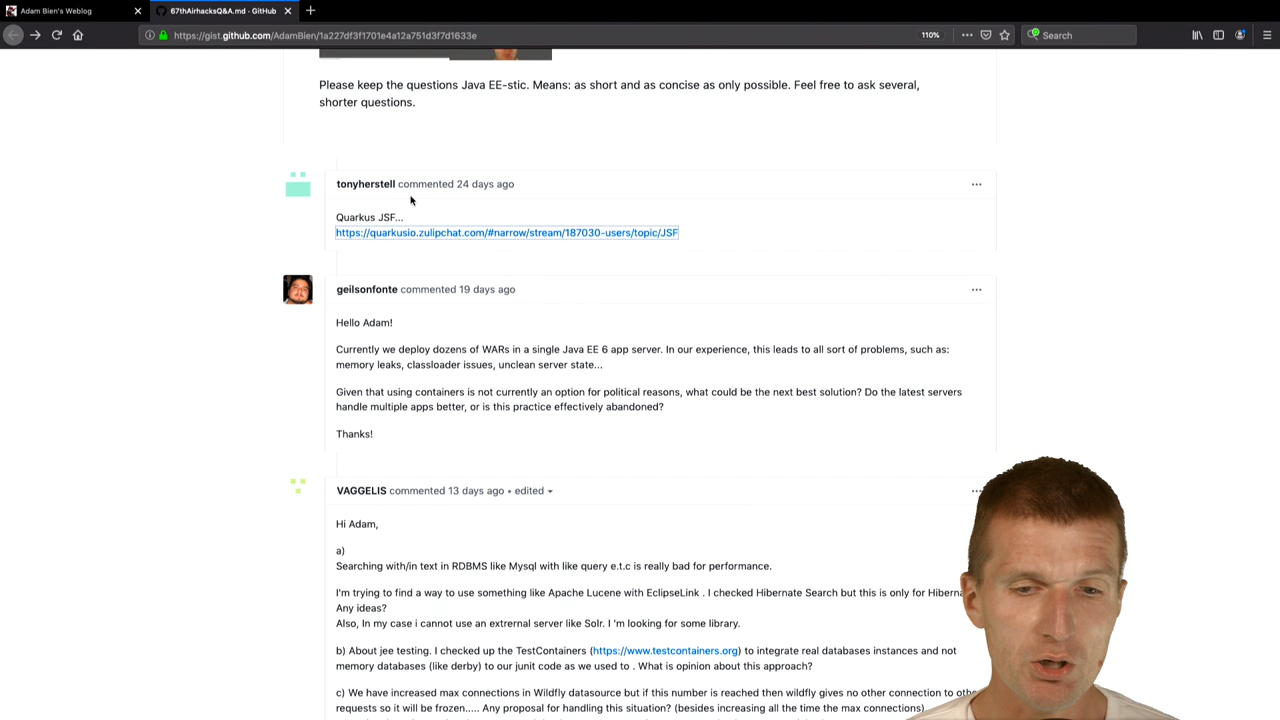 Adam Bien's Weblog
67thAirhacksQ&A.md · GitHub
https://gist.github.com/AdamBien/1a227df3f1701e4a12a751d3f7d1633e
110%
Search
Please keep the questions Java EE-stic. Means: as short and as concise as only possible. Feel free to ask several,
shorter questions.
tonyherstell commented 24 days ago
Quarkus JSF...
https://quarkusio.zulipchat.com/#narrow/stream/187030-users/topic/JSF
geilsonfonte commented 19 days ago
Hello Adam!
Currently we deploy dozens of WARs in a single Java EE 6 app server. In our experience, this leads to all sort of problems, such as:
memory leaks, classloader issues, unclean server state...
Given that using containers is not currently an option for political reasons, what could be the next best solution? Do the latest servers
handle multiple apps better, or is this practice effectively abandoned?
Thanks!
VAGGELIS commented 13 days ago • edited
Hi Adam,
a)
Searching with/in text in RDBMS like Mysql with like query e.t.c is really bad for performance.
I'm trying to find a way to use something like Apache Lucene with EclipseLink . I checked Hibernate Search but this is only for Hiberna
Any ideas?
Also, In my case i cannot use an extrernal server like Solr. I 'm looking for some library.
b) About jee testing. I checked up the TestContainers (https://www.testcontainers.org) to integrate real databases instances and not
memory databases (like derby) to our junit code as we used to . What is opinion about this approach?
c) We have increased max connections in Wildfly datasource but if this number is reached then wildfly gives no other connection to othe
requests so it will be frozen..... Any proposal for handling this situation? (besides increasing all the time the max connections)